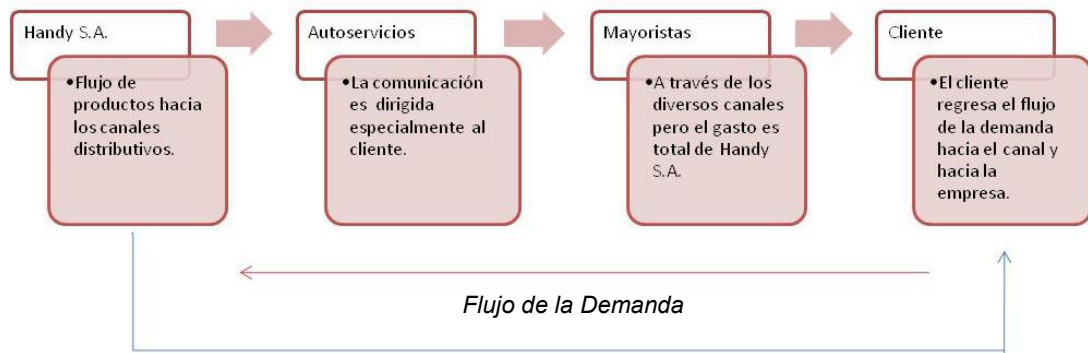 Handy S.A.
•Flujo de
productos hacia
los canales
distributivos.
Autoservicios
•La comunicación
es dirigida
especialmente al
cliente.
Mayoristas
•A través de los
diversos canales
pero el gasto es
total de Handy
S.A.
Cliente
•El cliente
regresa el flujo
de la demanda
hacia el canal y
hacia la
empresa.
Flujo de la Demanda